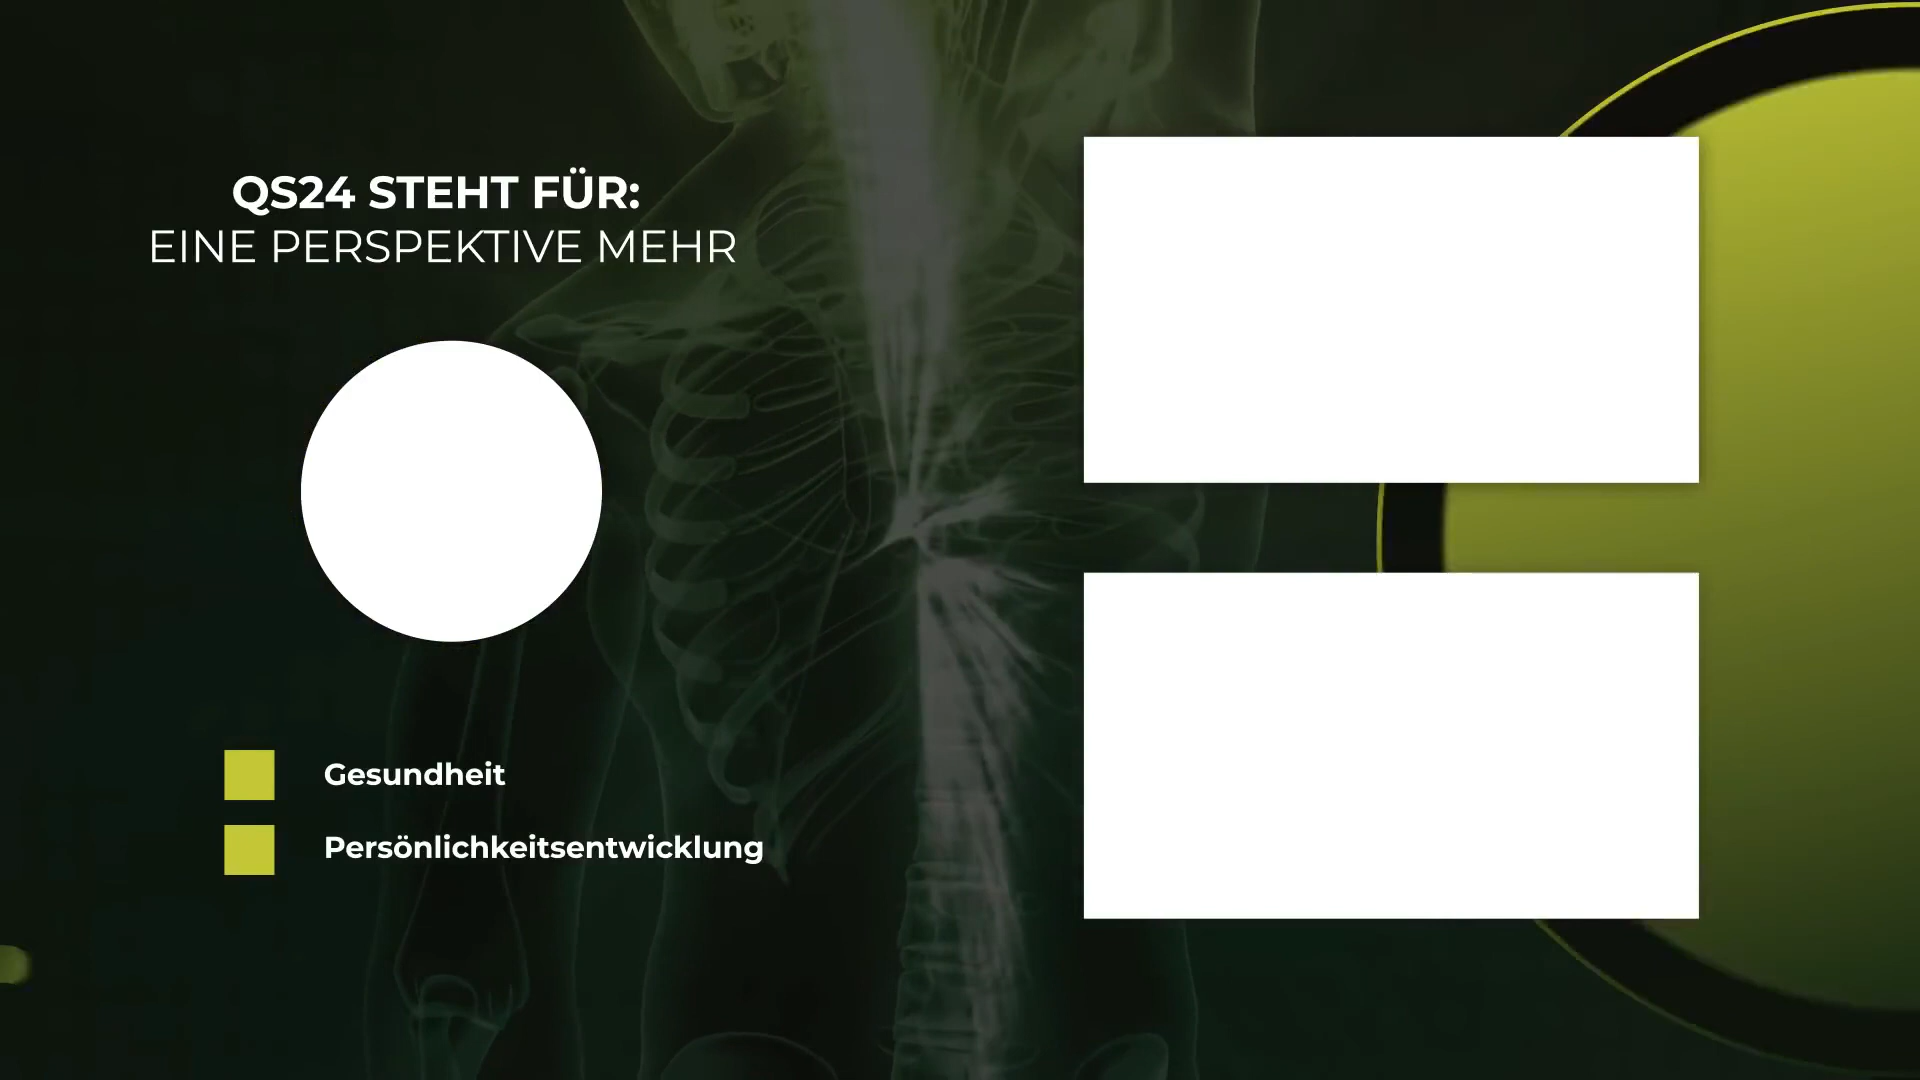 QS24 STEHT FÜR:
EINE PERSPEKTIVE MEHR
Gesundheit
Persönlichkeitsentwicklung